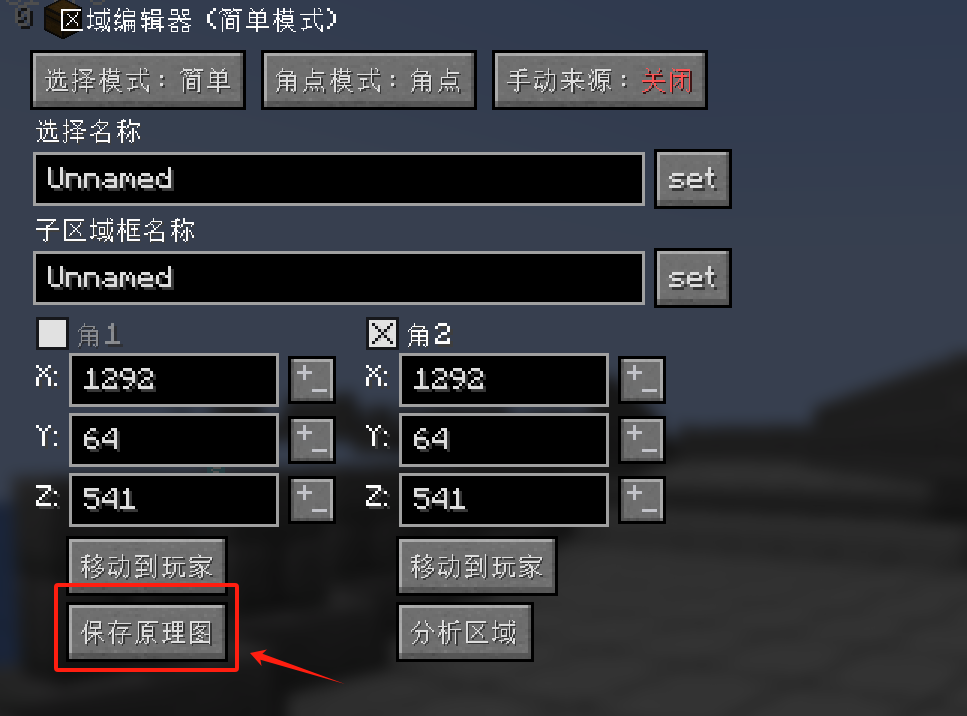 区域编辑器（简单模式）
选择模式：简单 角点模式：角点 手动来源：关闭
选择名称
Unnamed set
子区域框名称
Unnamed set
角1 角2
X: 1292 +- X: 1292 +-
Y: 64 +- Y: 64 +-
Z: 541 +- Z: 541 +-
移动到玩家 移动到玩家
保存原理图 分析区域